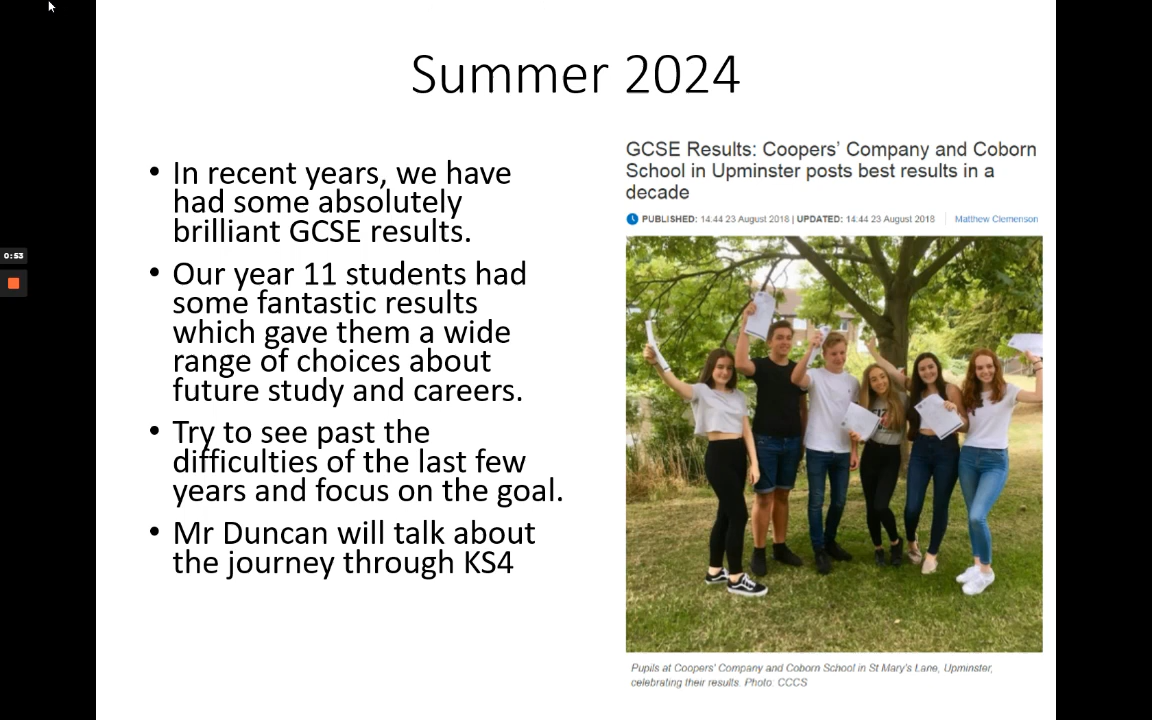 Summer 2024
• In recent years, we have
had some absolutely
brilliant GCSE results.
• Our year 11 students had
some fantastic results
which gave them a wide
range of choices about
future study and careers.
• Try to see past the
difficulties of the last few
years and focus on the goal.
• Mr Duncan will talk about
the journey through KS4
GCSE Results: Coopers’ Company and Coborn
School in Upminster posts best results in a
decade
PUBLISHED: 14:44 23 August 2018 | UPDATED: 14:44 23 August 2018 Matthew Clemenson
Pupils at Coopers' Company and Coborn School in St Mary's Lane, Upminster,
celebrating their results. Photo: CCCS
0:53